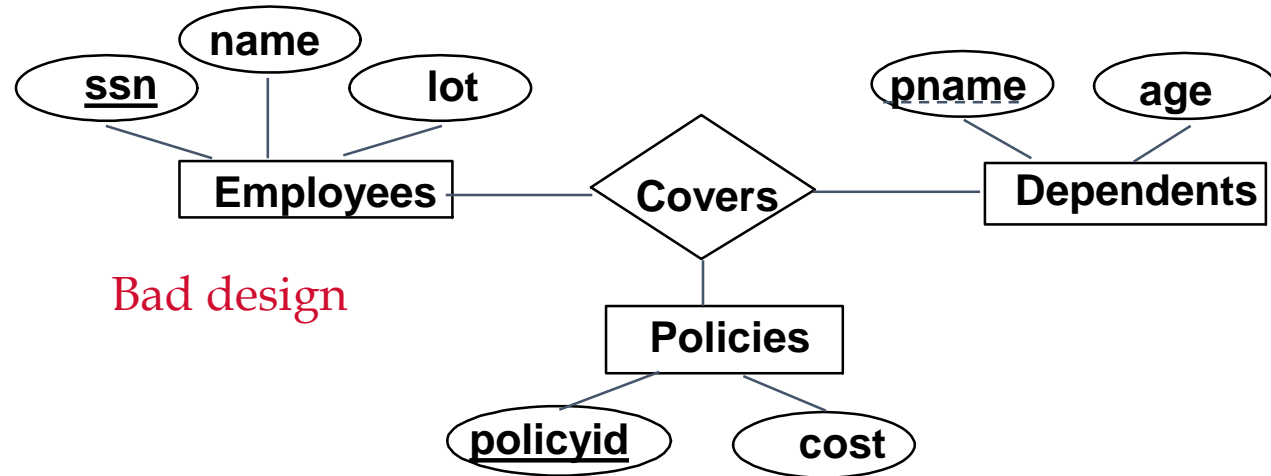 name
ssn
lot
pname
age
Employees
Covers
Dependents
Bad design
Policies
policyid
cost